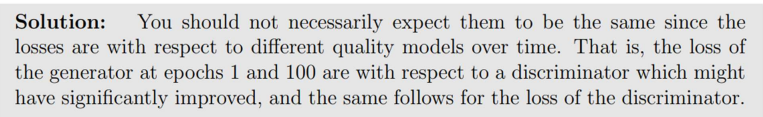 Solution: You should not necessarily expect them to be the same since the
losses are with respect to different quality models over time. That is, the loss of
the generator at epochs 1 and 100 are with respect to a discriminator which might
have significantly improved, and the same follows for the loss of the discriminator.